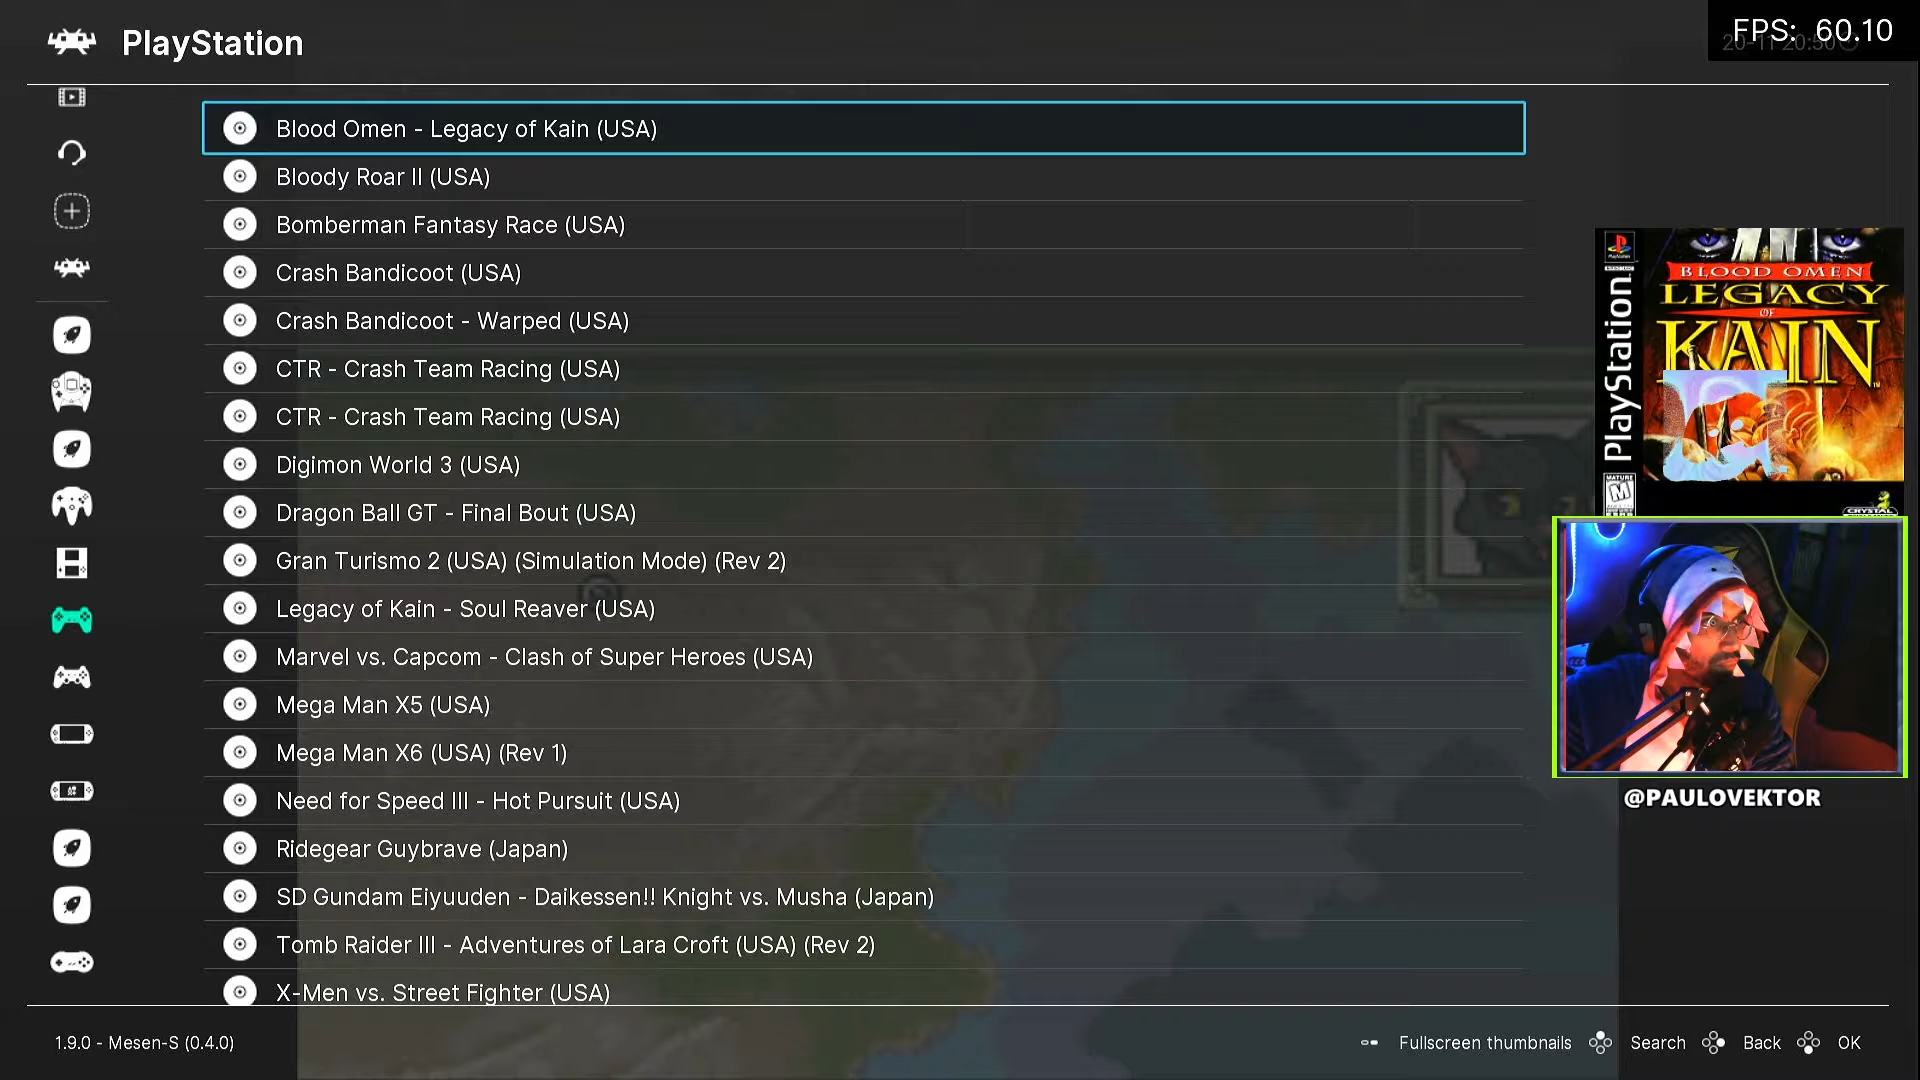 PlayStation
FPS: 60.10
20-11 20:50
Blood Omen - Legacy of Kain (USA)
Bloody Roar II (USA)
Bomberman Fantasy Race (USA)
Crash Bandicoot (USA)
Crash Bandicoot - Warped (USA)
CTR - Crash Team Racing (USA)
CTR - Crash Team Racing (USA)
Digimon World 3 (USA)
Dragon Ball GT - Final Bout (USA)
Gran Turismo 2 (USA) (Simulation Mode) (Rev 2)
Legacy of Kain - Soul Reaver (USA)
Marvel vs. Capcom - Clash of Super Heroes (USA)
Mega Man X5 (USA)
Mega Man X6 (USA) (Rev 1)
Need for Speed III - Hot Pursuit (USA)
Ridegear Guybrave (Japan)
SD Gundam Eiyuuden - Daikessen!! Knight vs. Musha (Japan)
Tomb Raider III - Adventures of Lara Croft (USA) (Rev 2)
X-Men vs. Street Fighter (USA)
PlayStation
BLOOD OMEN
LEGACY
OF
KAIN
MATURE
M
CRYSTAL
@PAULOVEKTOR
1.9.0 - Mesen-S (0.4.0)
Fullscreen thumbnails
Search
Back
OK